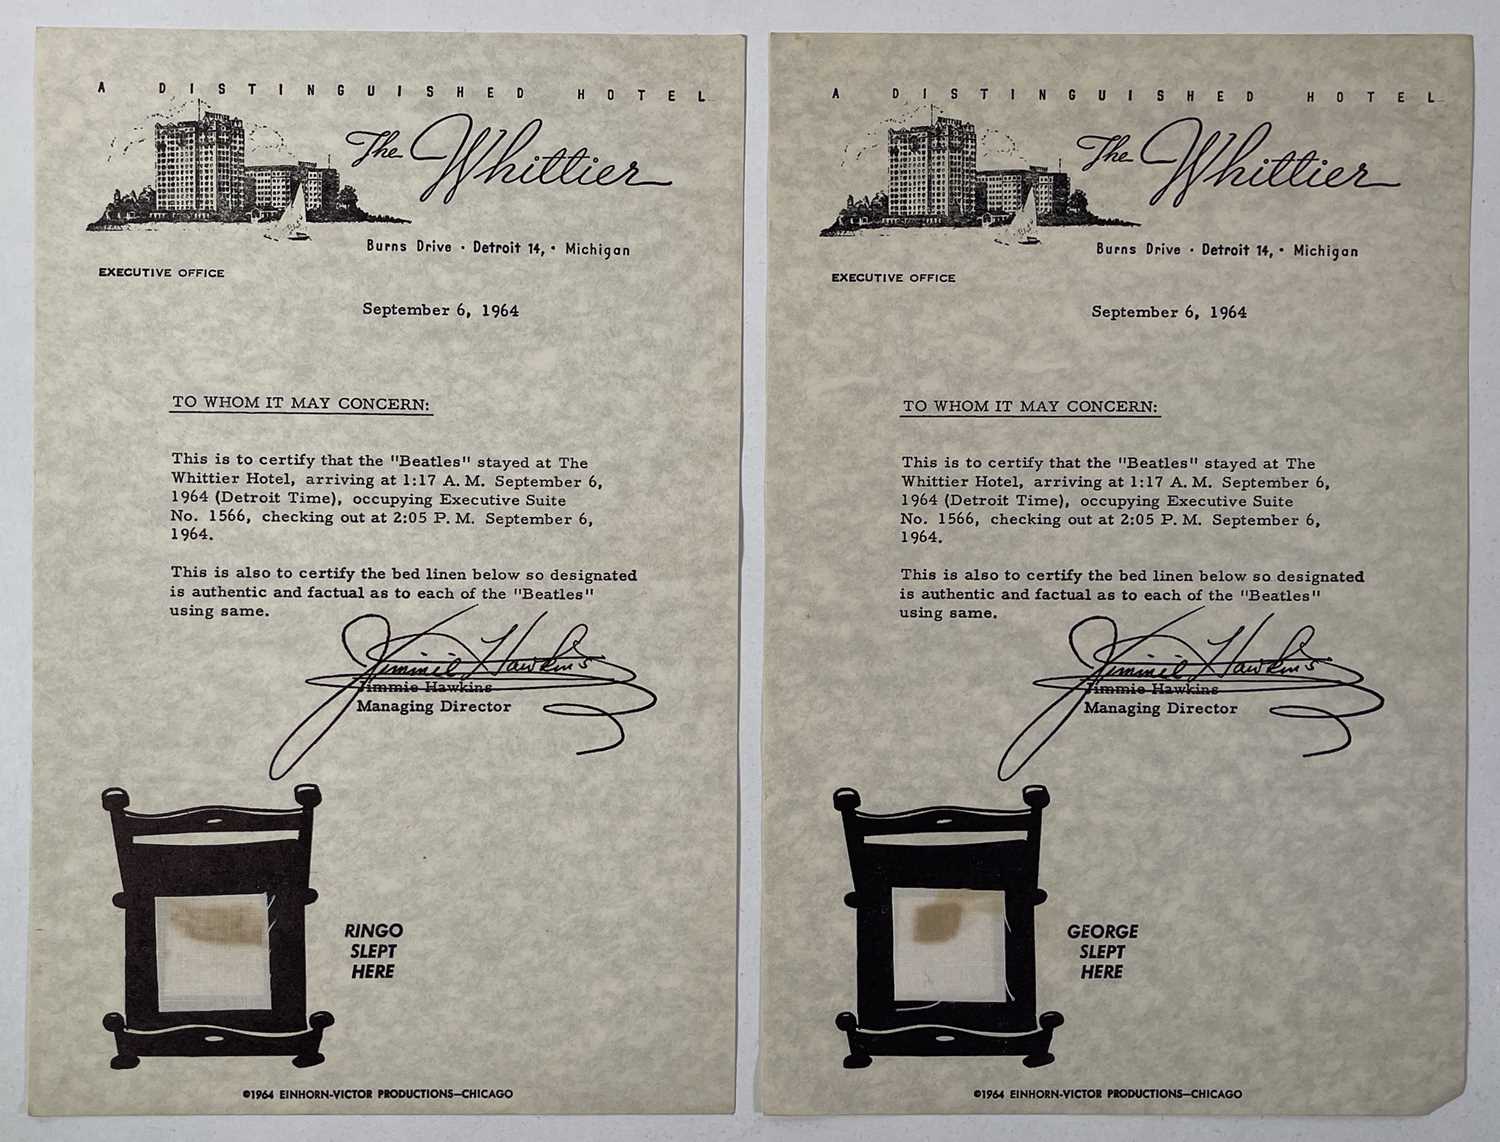 A DISTINGUISHED HOTEL
The Whittier
Burns Drive · Detroit 14, · Michigan
EXECUTIVE OFFICE
September 6, 1964
TO WHOM IT MAY CONCERN:
This is to certify that the "Beatles" stayed at The
Whittier Hotel, arriving at 1:17 A. M. September 6,
1964 (Detroit Time), occupying Executive Suite
No. 1566, checking out at 2:05 P. M. September 6,
1964.
This is also to certify the bed linen below so designated
is authentic and factual as to each of the "Beatles"
using same.
Jimmie Hawkins
Jimmie Hawkins
Managing Director
RINGO
SLEPT
HERE
©1964 EINHORN-VICTOR PRODUCTIONS—CHICAGO
A DISTINGUISHED HOTEL
The Whittier
Burns Drive · Detroit 14, · Michigan
EXECUTIVE OFFICE
September 6, 1964
TO WHOM IT MAY CONCERN:
This is to certify that the "Beatles" stayed at The
Whittier Hotel, arriving at 1:17 A. M. September 6,
1964 (Detroit Time), occupying Executive Suite
No. 1566, checking out at 2:05 P. M. September 6,
1964.
This is also to certify the bed linen below so designated
is authentic and factual as to each of the "Beatles"
using same.
Jimmie Hawkins
Jimmie Hawkins
Managing Director
GEORGE
SLEPT
HERE
©1964 EINHORN-VICTOR PRODUCTIONS—CHICAGO